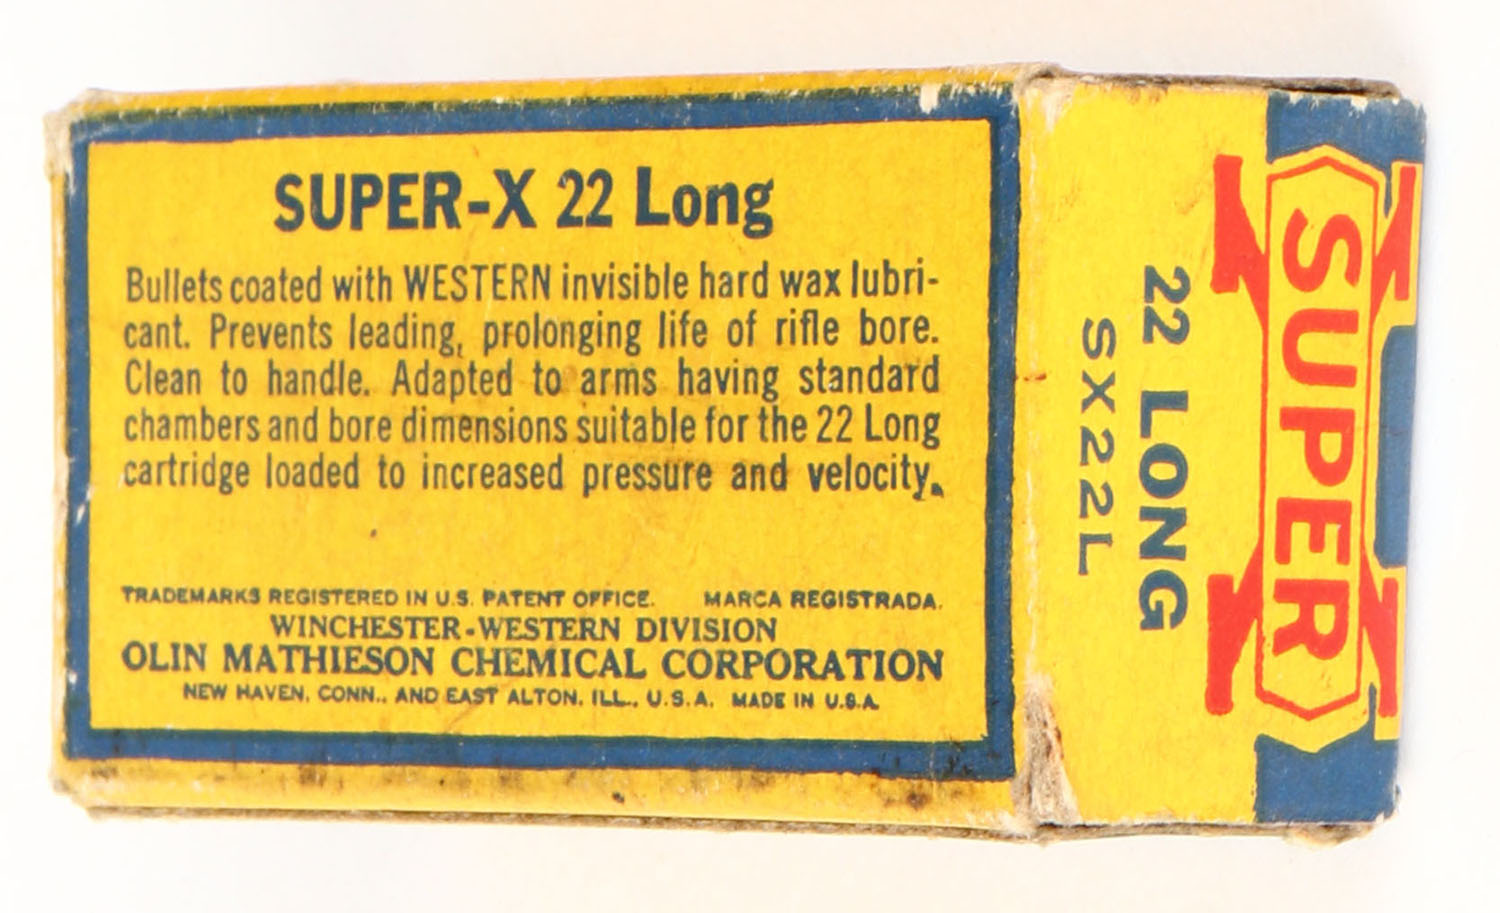 SUPER-X 22 Long
Bullets coated with WESTERN invisible hard wax lubri-
cant. Prevents leading, prolonging life of rifle bore.
Clean to handle. Adapted to arms having standard
chambers and bore dimensions suitable for the 22 Long
cartridge loaded to increased pressure and velocity.
TRADEMARKS REGISTERED IN U.S. PATENT OFFICE. MARCA REGISTRADA.
WINCHESTER-WESTERN DIVISION
OLIN MATHIESON CHEMICAL CORPORATION
NEW HAVEN, CONN., AND EAST ALTON, ILL., U.S.A. MADE IN U.S.A.
SUPER X
22 LONG
SX22L